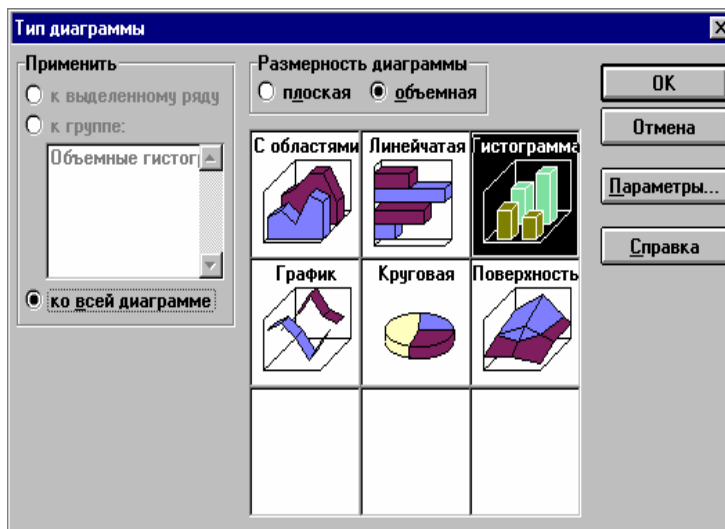 Тип диаграммы
Применить
к выделенному ряду
к группе:
Объемные гистог
ко всей диаграмме
Размерность диаграммы
плоская
объемная
С областями
Линейчатая
Гистограмма
График
Круговая
Поверхность
OK
Отмена
Параметры...
Справка